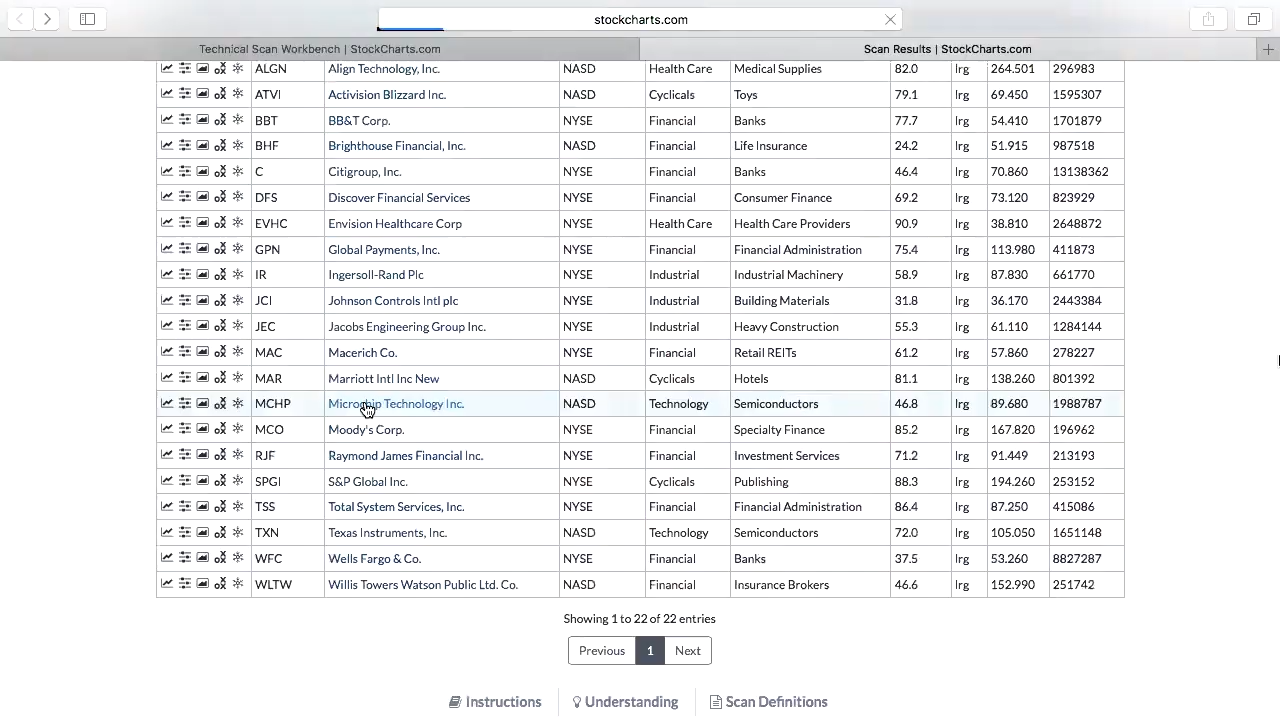 stockcharts.com
Technical Scan Workbench | StockCharts.com
Scan Results | StockCharts.com
ALGN Align Technology, Inc. NASD Health Care Medical Supplies 82.0 lrg 264.501 296983
ATVI Activision Blizzard Inc. NASD Cyclicals Toys 79.1 lrg 69.450 1595307
BBT BB&T Corp. NYSE Financial Banks 77.7 lrg 54.410 1701879
BHF Brighthouse Financial, Inc. NASD Financial Life Insurance 24.2 lrg 51.915 987518
C Citigroup, Inc. NYSE Financial Banks 46.4 lrg 70.860 13138362
DFS Discover Financial Services NYSE Financial Consumer Finance 69.2 lrg 73.120 823929
EVHC Envision Healthcare Corp NYSE Health Care Health Care Providers 90.9 lrg 38.810 2648872
GPN Global Payments, Inc. NYSE Financial Financial Administration 75.4 lrg 113.980 411873
IR Ingersoll-Rand Plc NYSE Industrial Industrial Machinery 58.9 lrg 87.830 661770
JCI Johnson Controls Intl plc NYSE Industrial Building Materials 31.8 lrg 36.170 2443384
JEC Jacobs Engineering Group Inc. NYSE Industrial Heavy Construction 55.3 lrg 61.110 1284144
MAC Macerich Co. NYSE Financial Retail REITs 61.2 lrg 57.860 278227
MAR Marriott Intl Inc New NASD Cyclicals Hotels 81.1 lrg 138.260 801392
MCHP Microchip Technology Inc. NASD Technology Semiconductors 46.8 lrg 89.680 1988787
MCO Moody's Corp. NYSE Financial Specialty Finance 85.2 lrg 167.820 196962
RJF Raymond James Financial Inc. NYSE Financial Investment Services 71.2 lrg 91.449 213193
SPGI S&P Global Inc. NYSE Cyclicals Publishing 88.3 lrg 194.260 253152
TSS Total System Services, Inc. NYSE Financial Financial Administration 86.4 lrg 87.250 415086
TXN Texas Instruments, Inc. NASD Technology Semiconductors 72.0 lrg 105.050 1651148
WFC Wells Fargo & Co. NYSE Financial Banks 37.5 lrg 53.260 8827287
WLTW Willis Towers Watson Public Ltd. Co. NASD Financial Insurance Brokers 46.6 lrg 152.990 251742
Showing 1 to 22 of 22 entries
Previous 1 Next
Instructions Understanding Scan Definitions